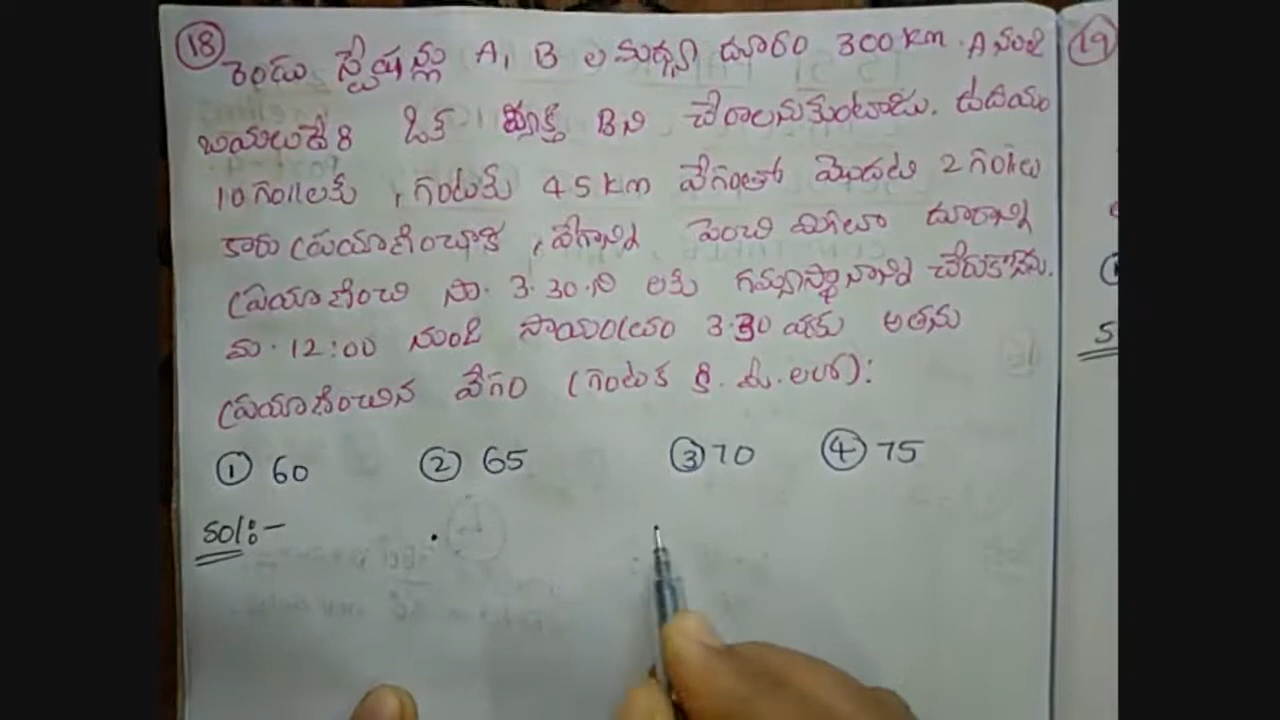 18 రెండు స్టేషన్లు A, B ల మధ్య దూరం 300 km. A నుండి
బయలుదేరి ఒక వ్యక్తి B ని చేరాలనుకుంటాడు. ఉదయం
10 గం॥లకు, గంటకు 45 km వేగంతో మొదటి 2 గం॥లు
కారు ప్రయాణించాక, వేగాన్ని పెంచి మిగిలిన దూరాన్ని
ప్రయాణించి సా. 3.30 ని లకు గమ్యస్థానాన్ని చేరుకొనెను.
మ. 12:00 నుండి సాయంత్రం 3.30 వరకు అతను
ప్రయాణించిన వేగం (గంటకు కి.మీ.లలో):
① 60 ② 65 ③ 70 ④ 75
Sol:-
19
S